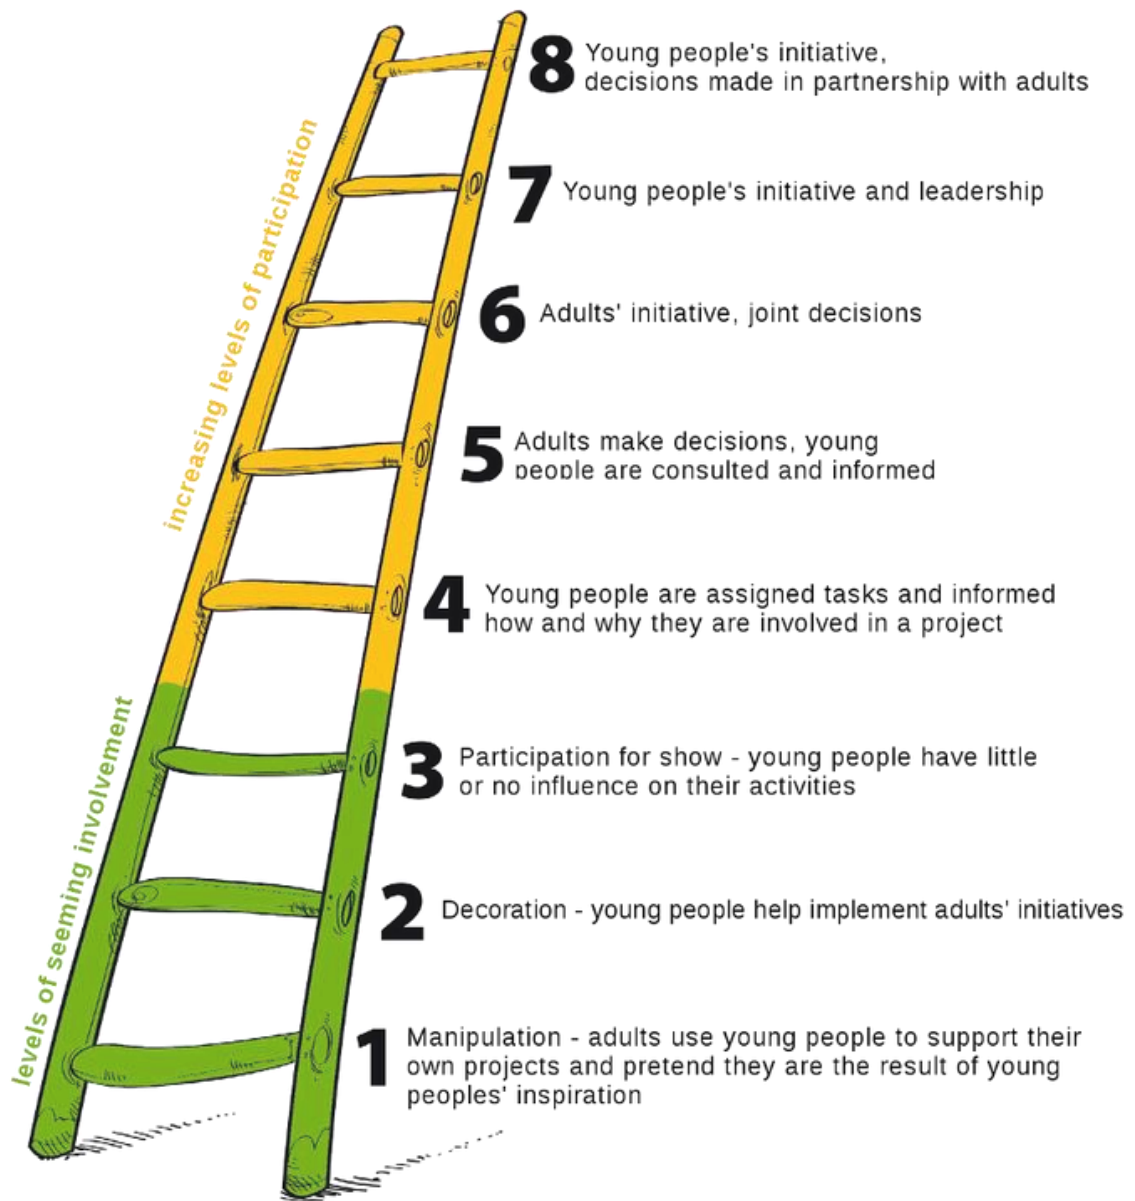 8 Young people's initiative,
decisions made in partnership with adults
7 Young people's initiative and leadership
6 Adults' initiative, joint decisions
5 Adults make decisions, young
people are consulted and informed
4 Young people are assigned tasks and informed
how and why they are involved in a project
3 Participation for show - young people have little
or no influence on their activities
2 Decoration - young people help implement adults' initiatives
1 Manipulation - adults use young people to support their
own projects and pretend they are the result of young
peoples' inspiration
increasing levels of participation
levels of seeming involvement